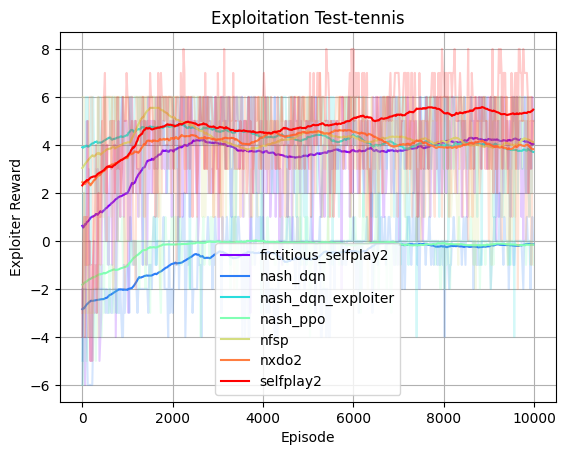 Exploitation Test-tennis
Exploiter Reward
8
6
4
2
0
−2
−4
−6
fictitious_selfplay2
nash_dqn
nash_dqn_exploiter
nash_ppo
nfsp
nxdo2
selfplay2
0 2000 4000 6000 8000 10000
Episode